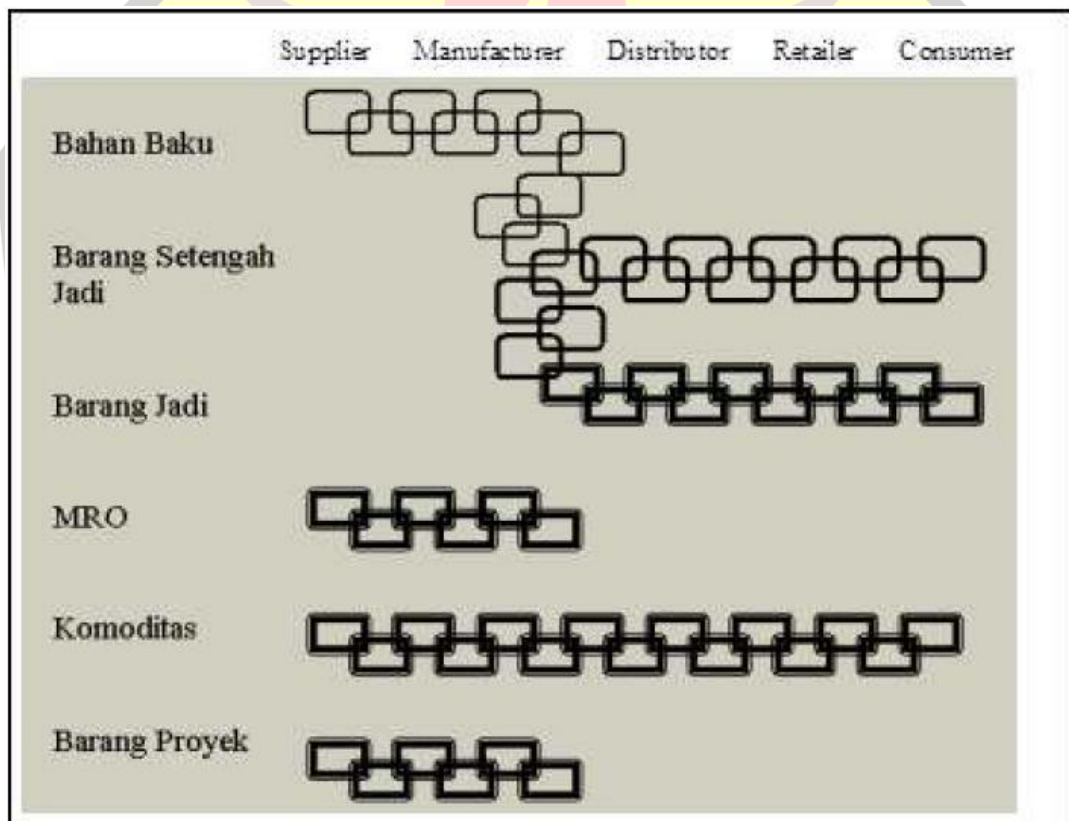 Supplier Manufacturer Distributor Retailer Consumer
Bahan Baku
Barang Setengah
Jadi
Barang Jadi
MRO
Komoditas
Barang Proyek